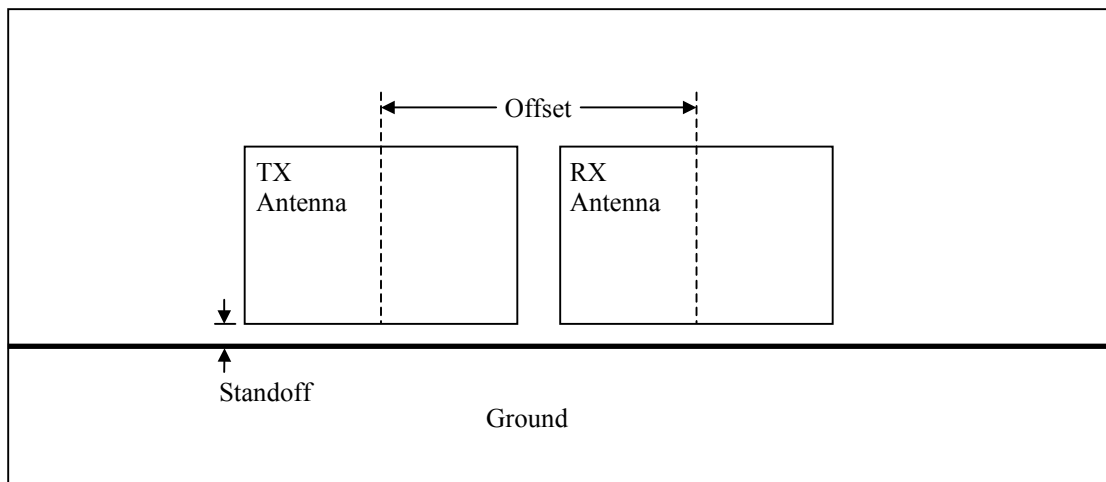 Offset
TX
Antenna
RX
Antenna
Standoff
Ground